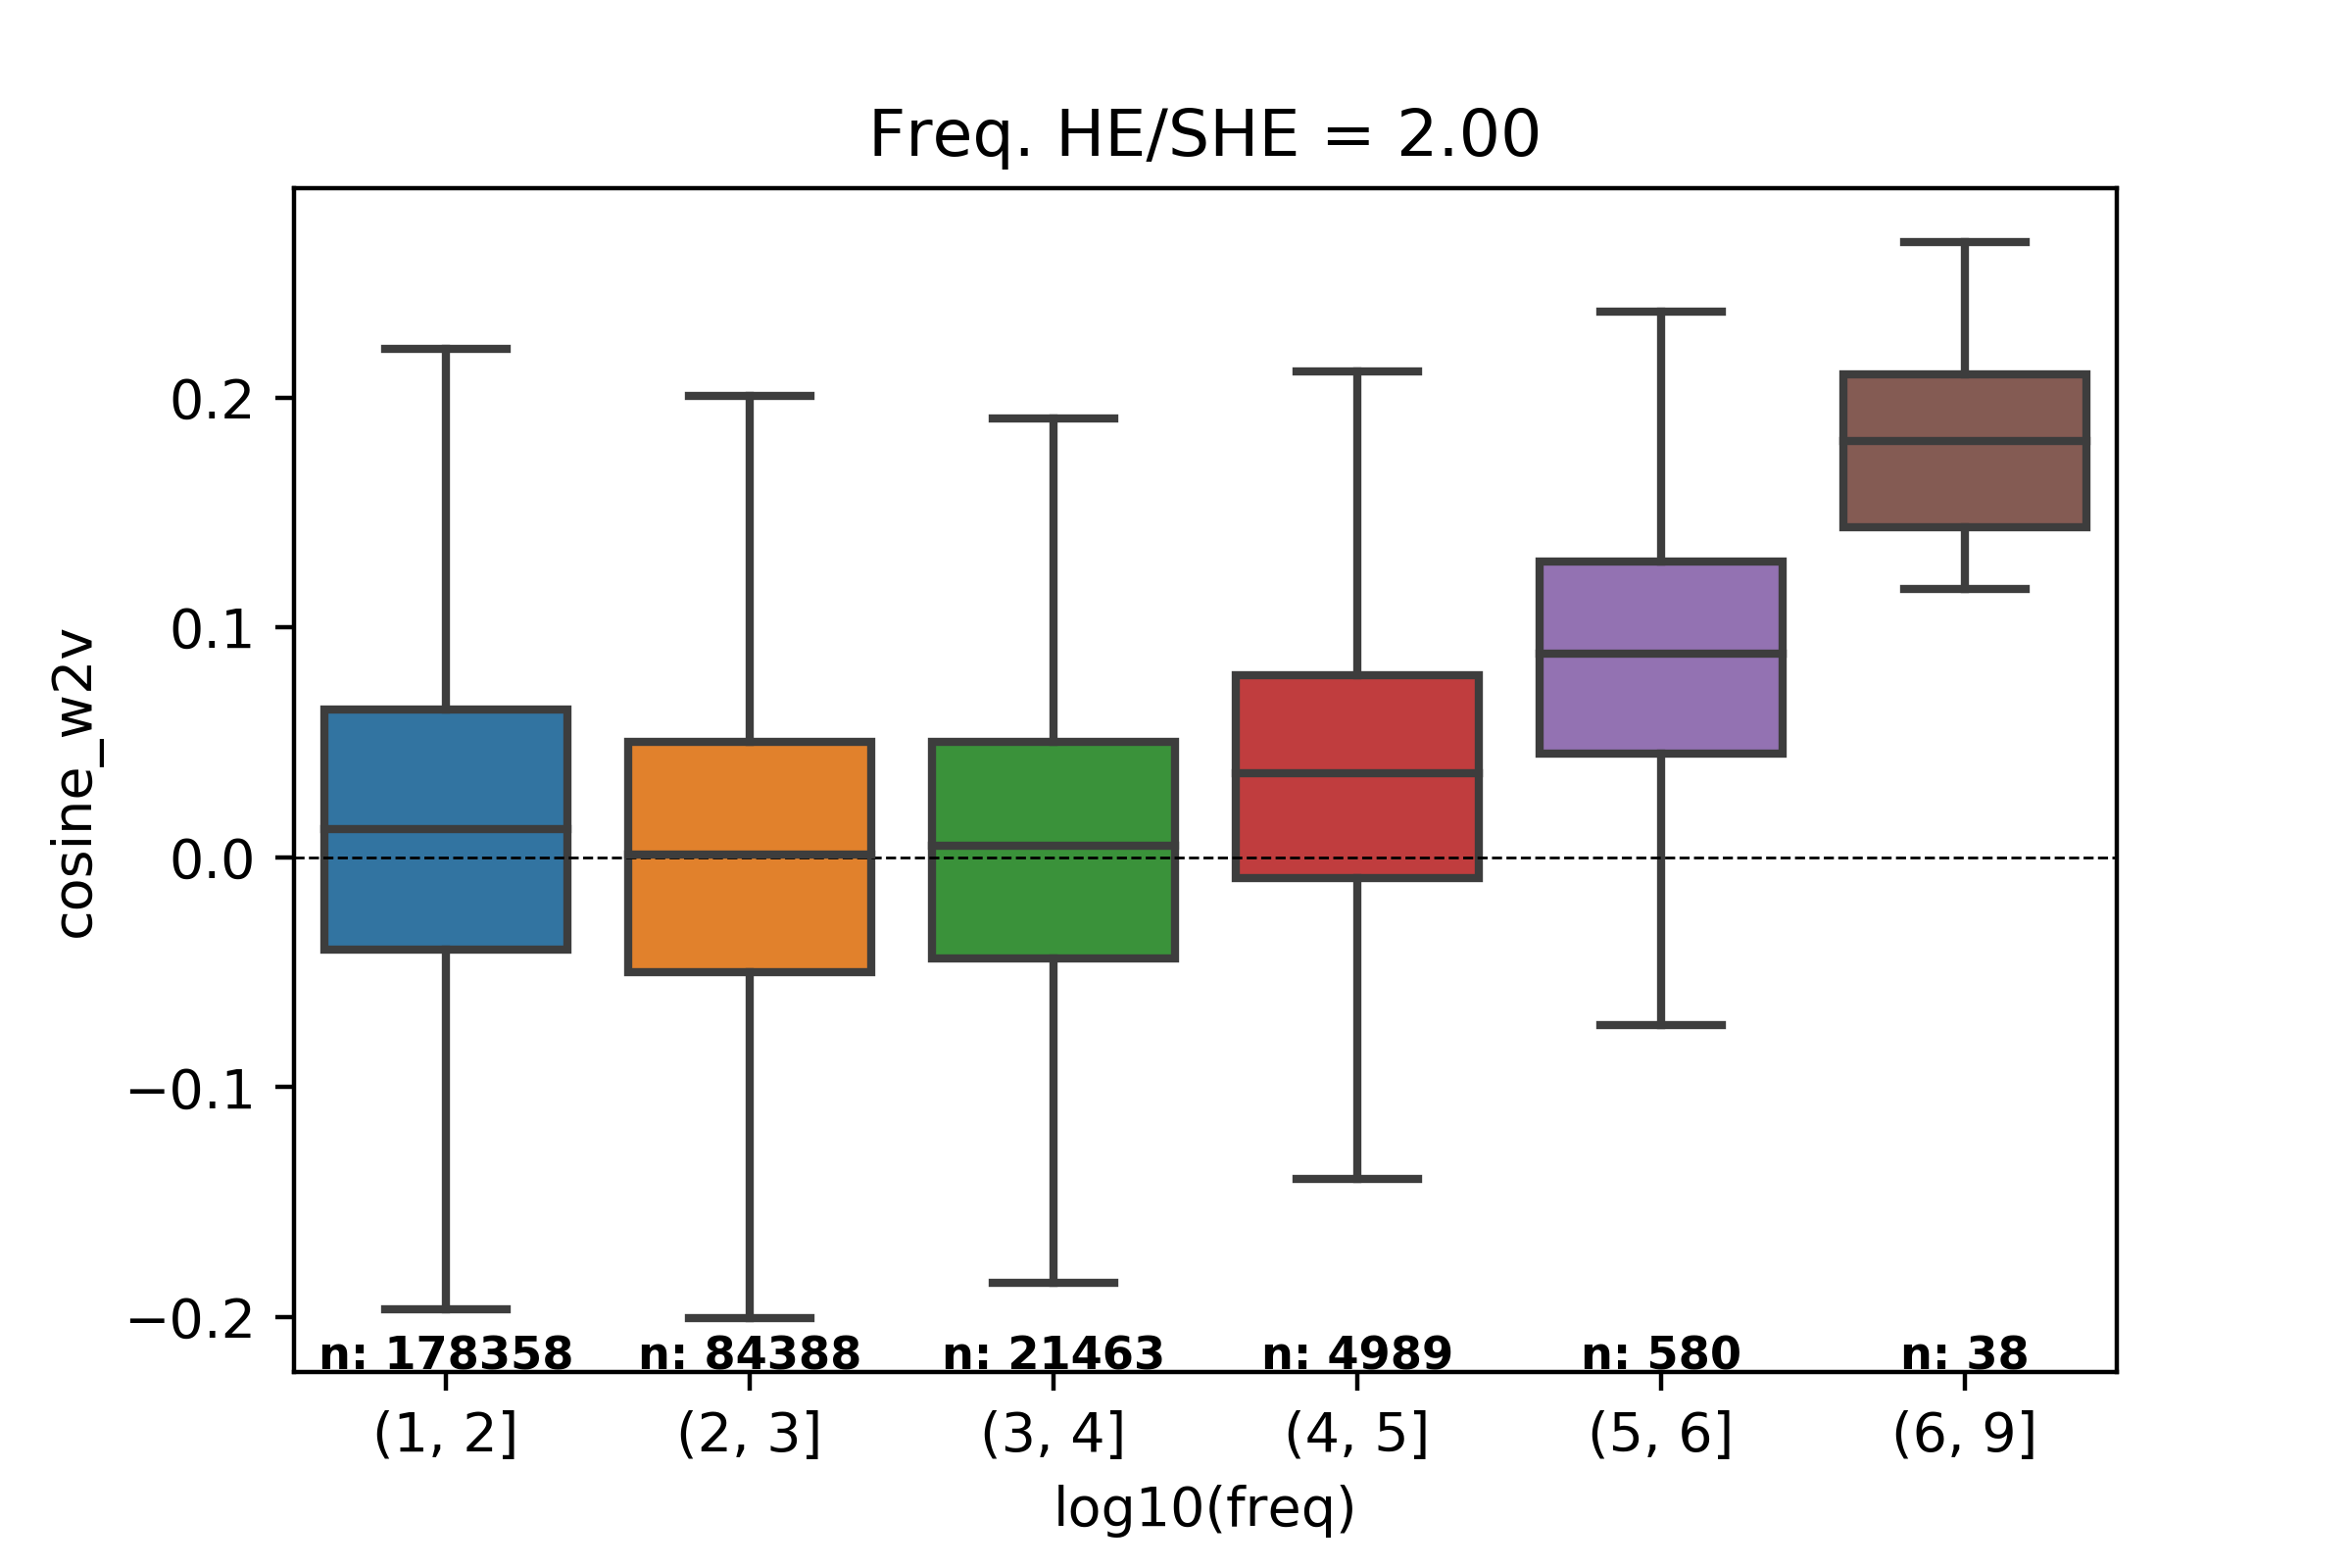 Freq. HE/SHE = 2.00
cosine_w2v
0.2
0.1
0.0
−0.1
−0.2
n: 178358 n: 84388 n: 21463 n: 4989 n: 580 n: 38
(1, 2] (2, 3] (3, 4] (4, 5] (5, 6] (6, 9]
log10(freq)